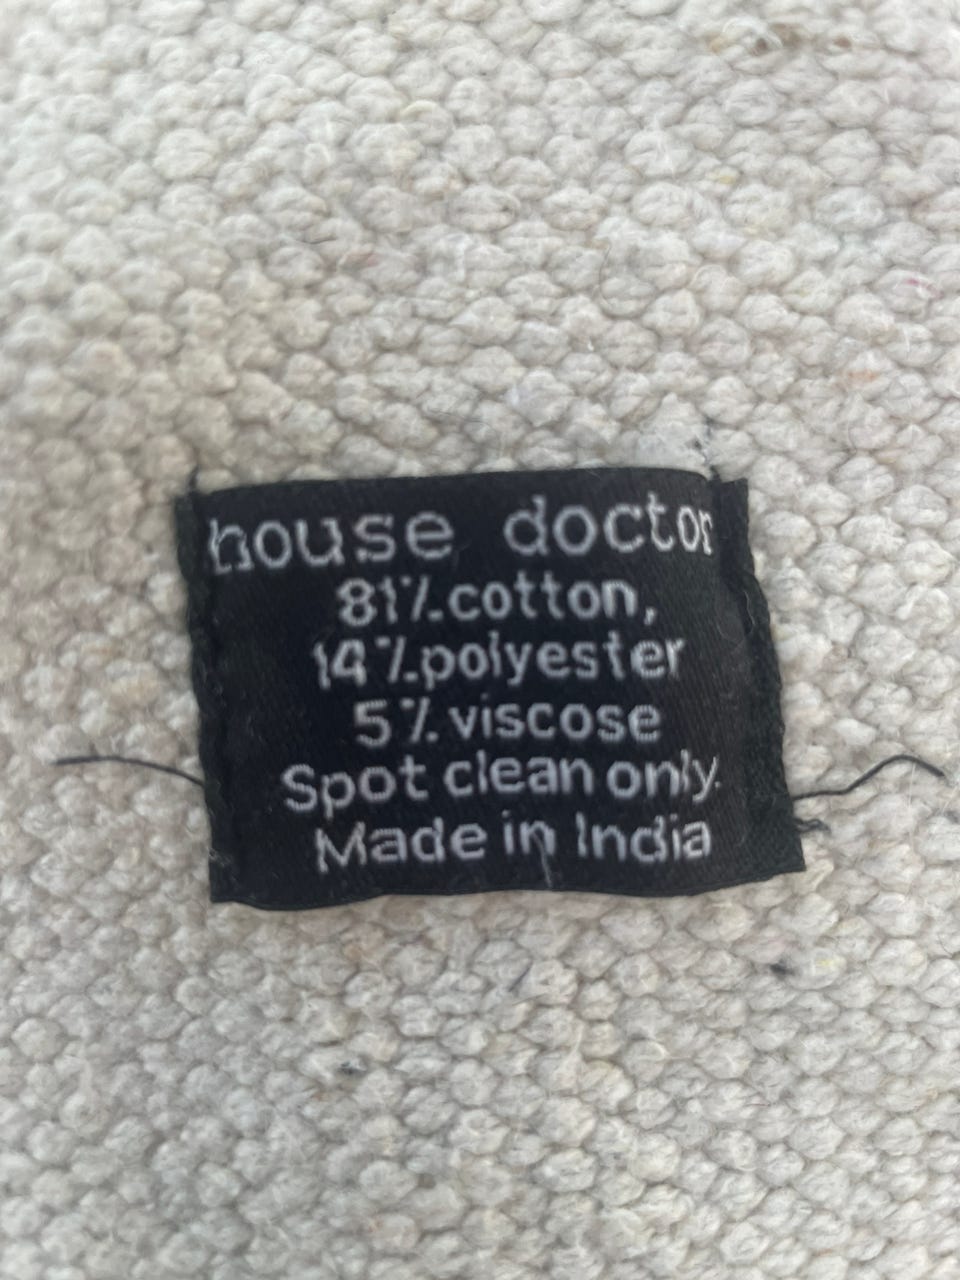 house doctor
81%cotton,
14%polyester
5% viscose
Spot clean only.
Made in India